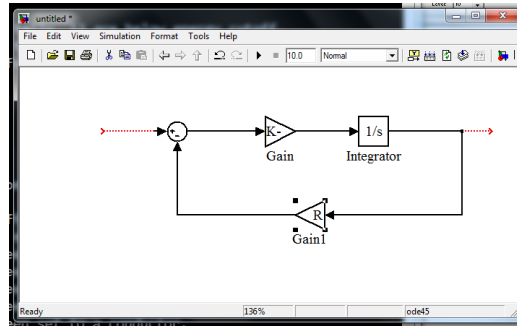 untitled *
File Edit View Simulation Format Tools Help
10.0 Normal
+
-
K-
1/s
Gain
Integrator
R
Gain1
Ready 136% ode45